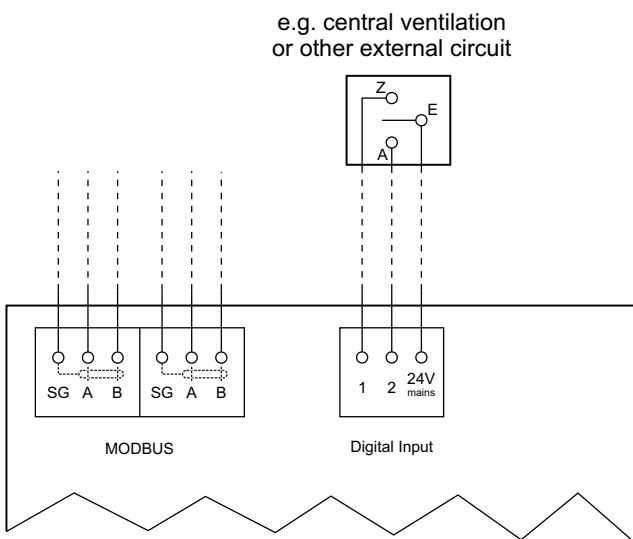 e.g. central ventilation
or other external circuit
Z
E
A
SG A B SG A B
1 2 24V
mains
MODBUS Digital Input